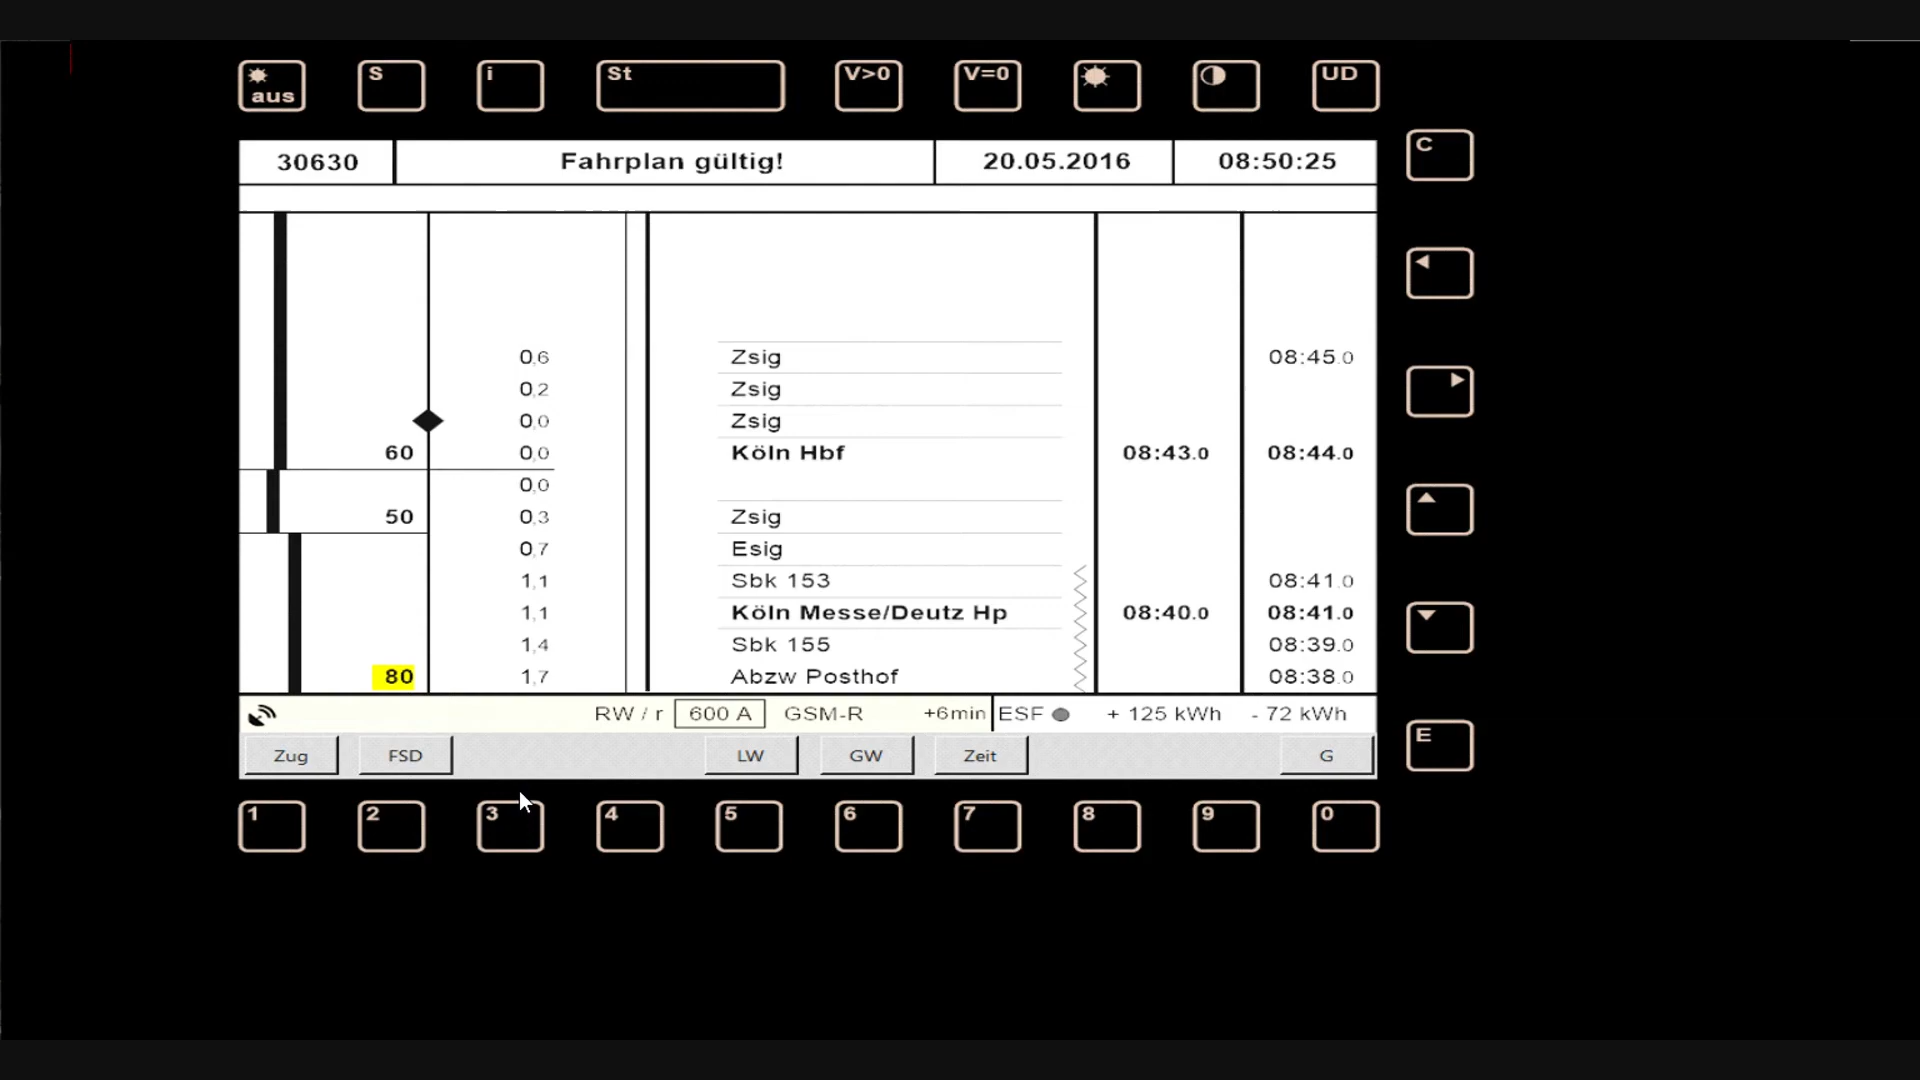 aus S i St V>0 V=0 UD
C
30630 Fahrplan gültig! 20.05.2016 08:50:25
0,6 Zsig 08:45.0
0,2 Zsig
0,0 Zsig
60 0,0 Köln Hbf 08:43.0 08:44.0
0,0
50 0,3 Zsig
0,7 Esig
1,1 Sbk 153 08:41.0
1,1 Köln Messe/Deutz Hp 08:40.0 08:41.0
1,4 Sbk 155 08:39.0
80 1,7 Abzw Posthof 08:38.0
RW / r 600 A GSM-R +6min ESF + 125 kWh - 72 kWh
E
Zug FSD LW GW Zeit G
1 2 3 4 5 6 7 8 9 0